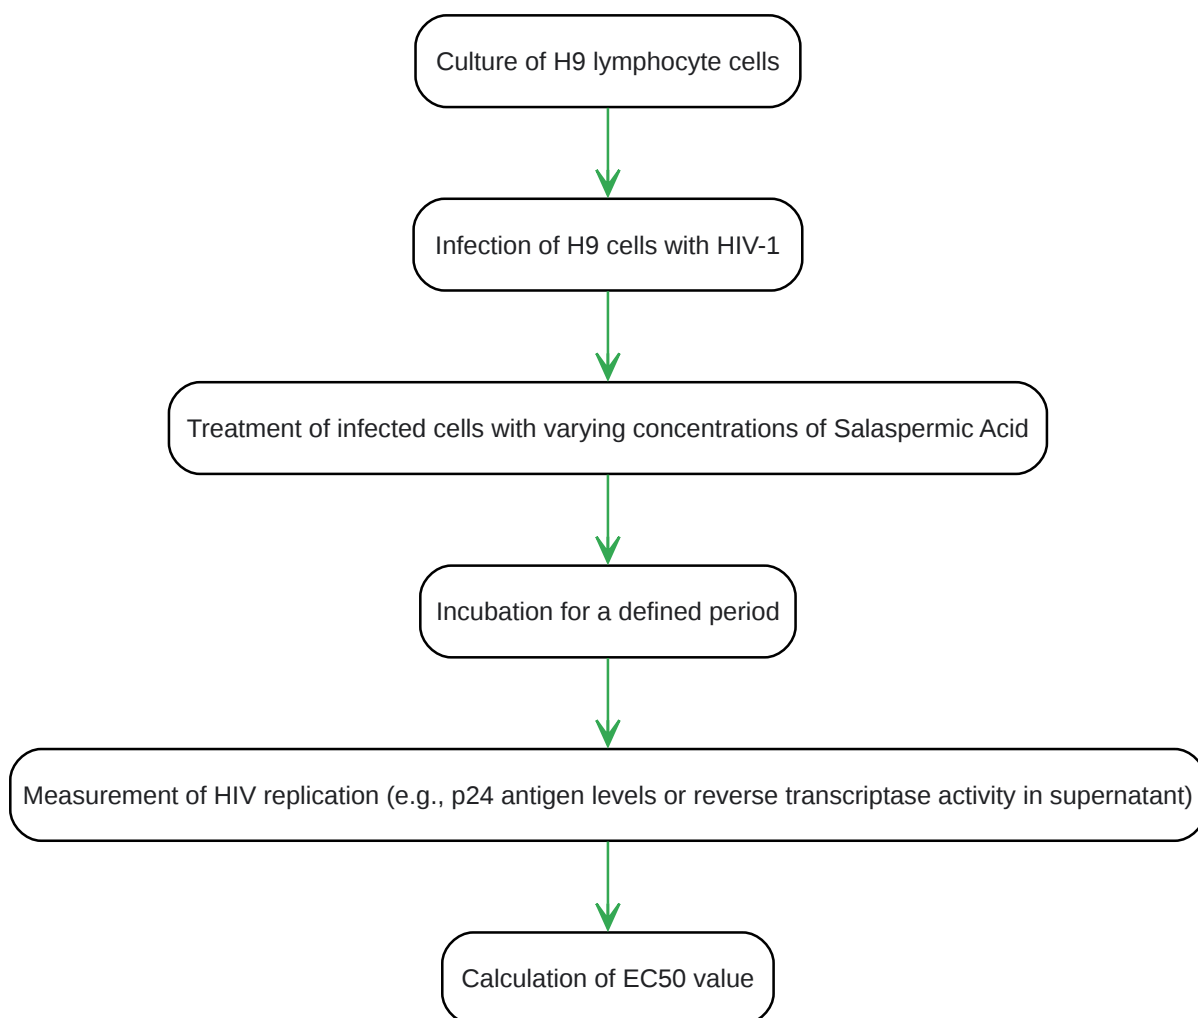 Culture of H9 lymphocyte cells
Infection of H9 cells with HIV-1
Treatment of infected cells with varying concentrations of Salaspermic Acid
Incubation for a defined period
Measurement of HIV replication (e.g., p24 antigen levels or reverse transcriptase activity in supernatant)
Calculation of EC50 value